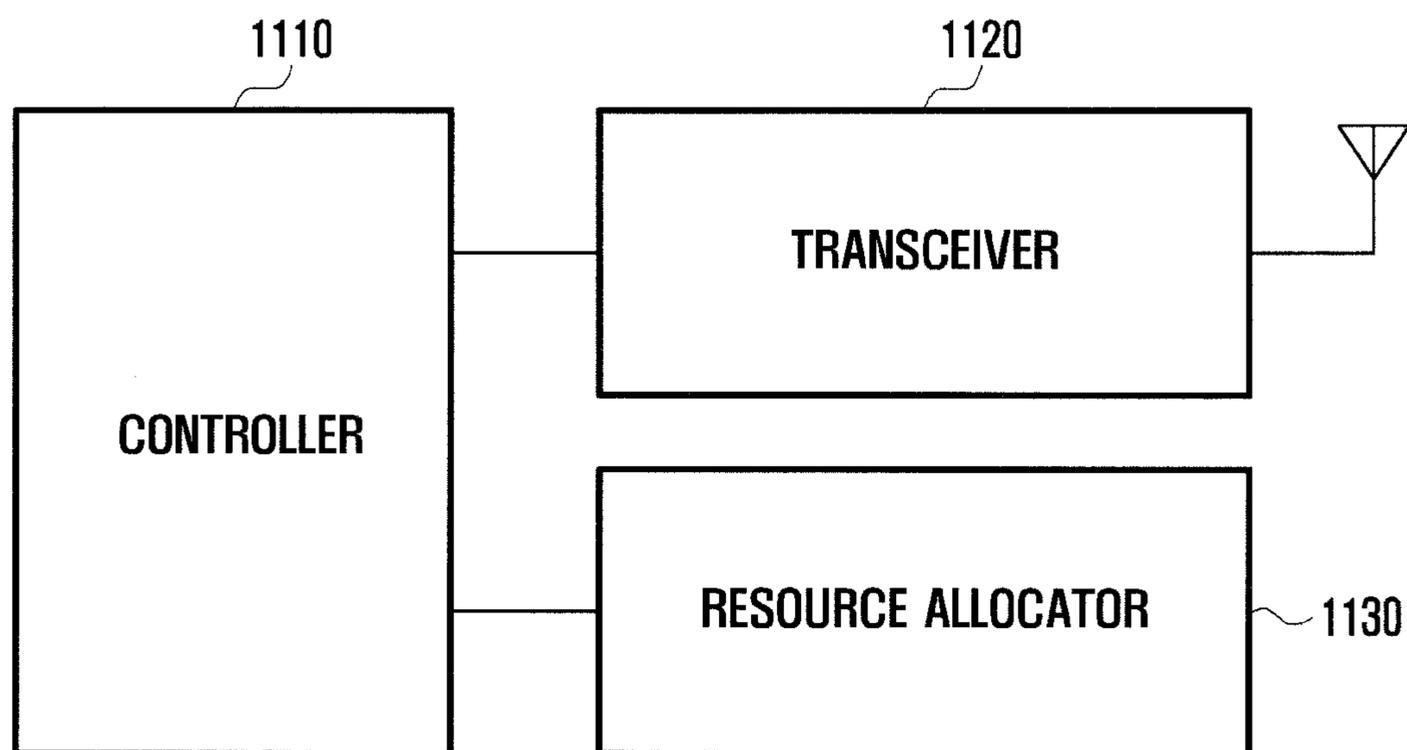 1110
1120
TRANSCEIVER
CONTROLLER
RESOURCE ALLOCATOR
1130